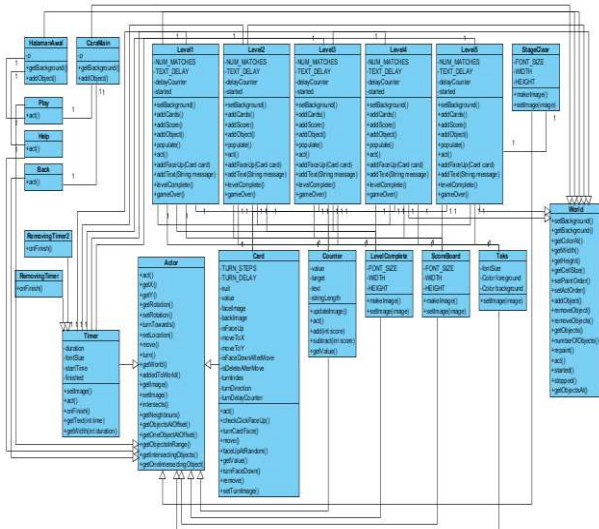 HalamanAwal
-p
+getBackground()
+addObject()
CaraMain
-p
+getBackground()
+addObject()
Play
+act()
Help
+act()
Back
+act()
RemovingTimer2
+onFinish()
RemovingTimer
+onFinish()
Timer
-duration
-fontSize
-startTime
-finished
+setImage()
+act()
+onFinish()
+getText(int time)
+getWidth(int duration)
Level1
-NUM_MATCHES
-TEXT_DELAY
-delayCounter
-started
+setBackground()
+addCards()
+addScore()
+addObject()
+populate()
+act()
+addFaceUp(Card card)
+addText(String message)
+levelComplete()
+gameOver()
Level2
-NUM_MATCHES
-TEXT_DELAY
-delayCounter
-started
+setBackground()
+addCards()
+addScore()
+addObject()
+populate()
+act()
+addFaceUp(Card card)
+addText(String message)
+levelComplete()
+gameOver()
Level3
-NUM_MATCHES
-TEXT_DELAY
-delayCounter
-started
+setBackground()
+addCards()
+addScore()
+addObject()
+populate()
+act()
+addFaceUp(Card card)
+addText(String message)
+levelComplete()
+gameOver()
Level4
-NUM_MATCHES
-TEXT_DELAY
-delayCounter
-started
+setBackground()
+addCards()
+addScore()
+addObject()
+populate()
+act()
+addFaceUp(Card card)
+addText(String message)
+levelComplete()
+gameOver()
Level5
-NUM_MATCHES
-TEXT_DELAY
-delayCounter
-started
+setBackground()
+addCards()
+addScore()
+addObject()
+populate()
+act()
+addFaceUp(Card card)
+addText(String message)
+levelComplete()
+gameOver()
StageClear
-FONT_SIZE
-WIDTH
-HEIGHT
+makeImage()
+setImage(image)
Actor
+act()
+getX()
+getY()
+getRotation()
+setRotation()
+turnTowards()
+setLocation()
+move()
+turn()
+getWorld()
+addedToWorld()
+getImage()
+setImage()
+intersects()
+getNeighbours()
+getObjectsAtOffset()
+getOneObjectAtOffset()
+getObjectsInRange()
+getIntersectingObjects()
+getOneIntersectingObject()
Card
-TURN_STEPS
-TURN_DELAY
-suit
-value
-faceImage
-backImage
-isFaceUp
-moveToX
-moveToY
-isFaceDownAfterMove
-isDeleteAfterMove
-turnIndex
-turnDirection
-turnDelayCounter
+act()
+checkClickFaceUp()
+turnCardFace()
+move()
+faceUpAllRandom()
+getValue()
+turnFaceDown()
+remove()
+setTurnImage()
Counter
-value
-target
-text
-stringLength
+updateImage()
+act()
+add(int score)
+subtract(int score)
+getValue()
LevelComplete
-FONT_SIZE
-WIDTH
-HEIGHT
+makeImage()
+setImage(image)
ScoreBoard
-FONT_SIZE
-WIDTH
-HEIGHT
+makeImage()
+setImage(image)
Teks
-fontSize
-Color foreground
-Color background
+setImage(image)
World
+setBackground()
+getBackground()
+getColorAt()
+getWidth()
+getHeight()
+getCellSize()
+setPaintOrder()
+setActOrder()
+addObject()
+removeObject()
+removeObjects()
+getObjects()
+numberOfObjects()
+repaint()
+act()
+started()
+stopped()
+getObjectsAt()